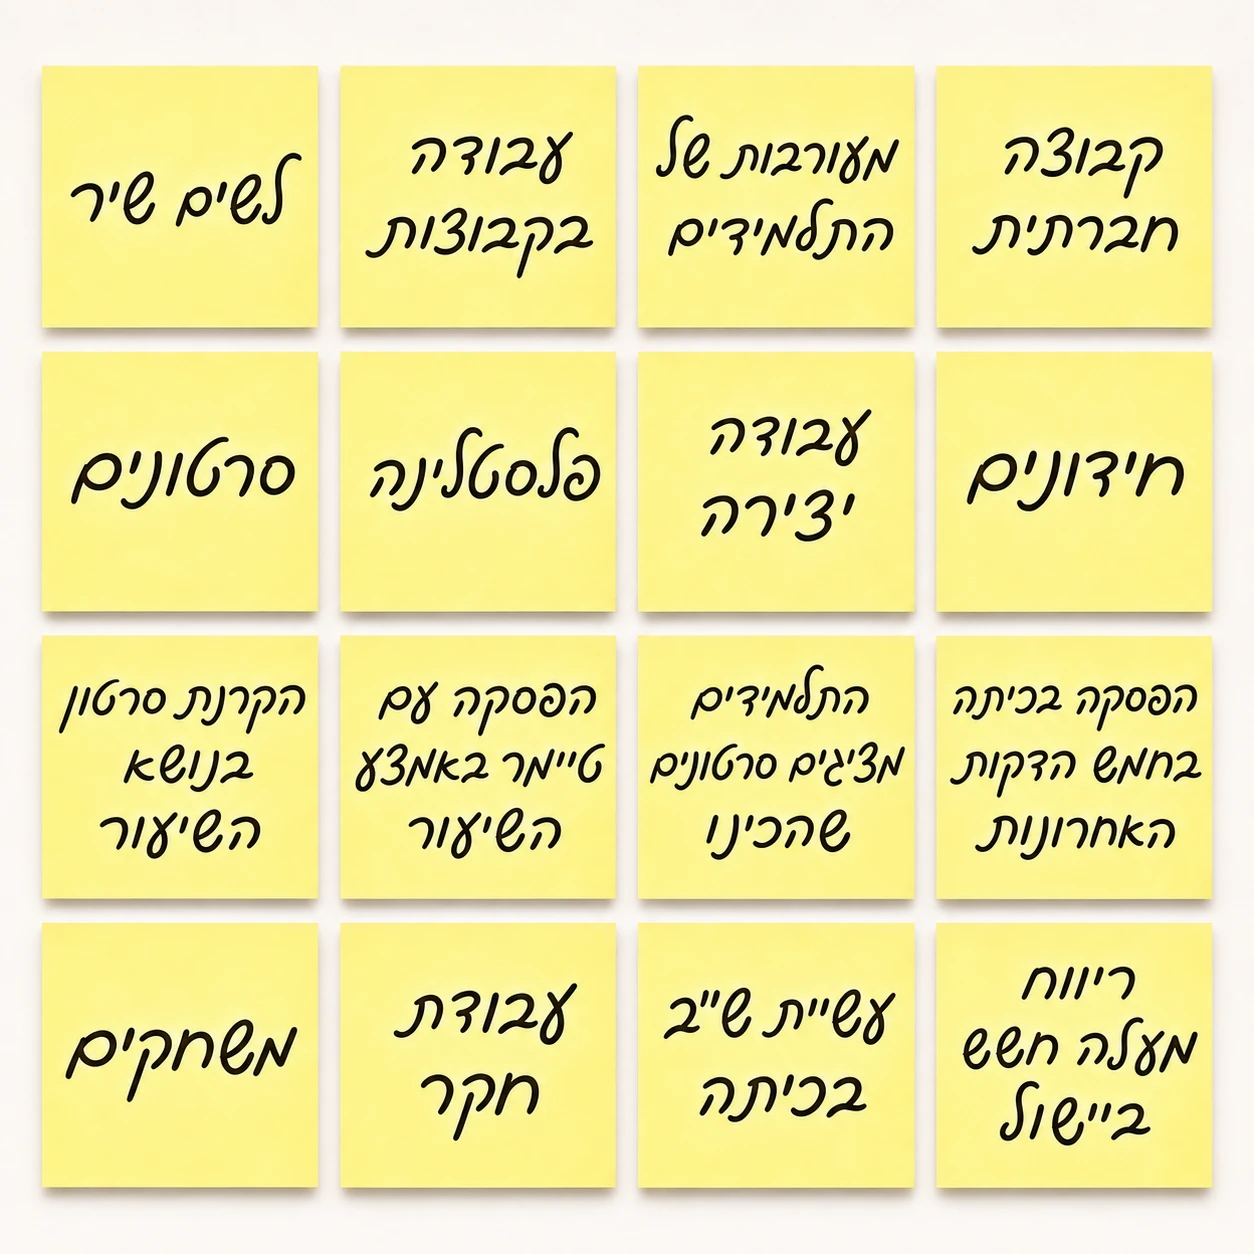 קבוצה
חברתית
מעורבות של
התלמידים
עבודה
בקבוצות
לשים שיר
חידונים
עבודה
יצירה
פלסטלינה
סרטונים
הפסקה בכיתה
בחמש הדקות
האחרונות
התלמידים
מציגים סרטונים
שהכינו
הפסקה עם
טיימר באמצע
השיעור
הקרנת סרטון
בנושא
השיעור
ריווח
מעלה חשש
ביישול
עשיית ש"ב
בכיתה
עבודת
חקר
משחקים